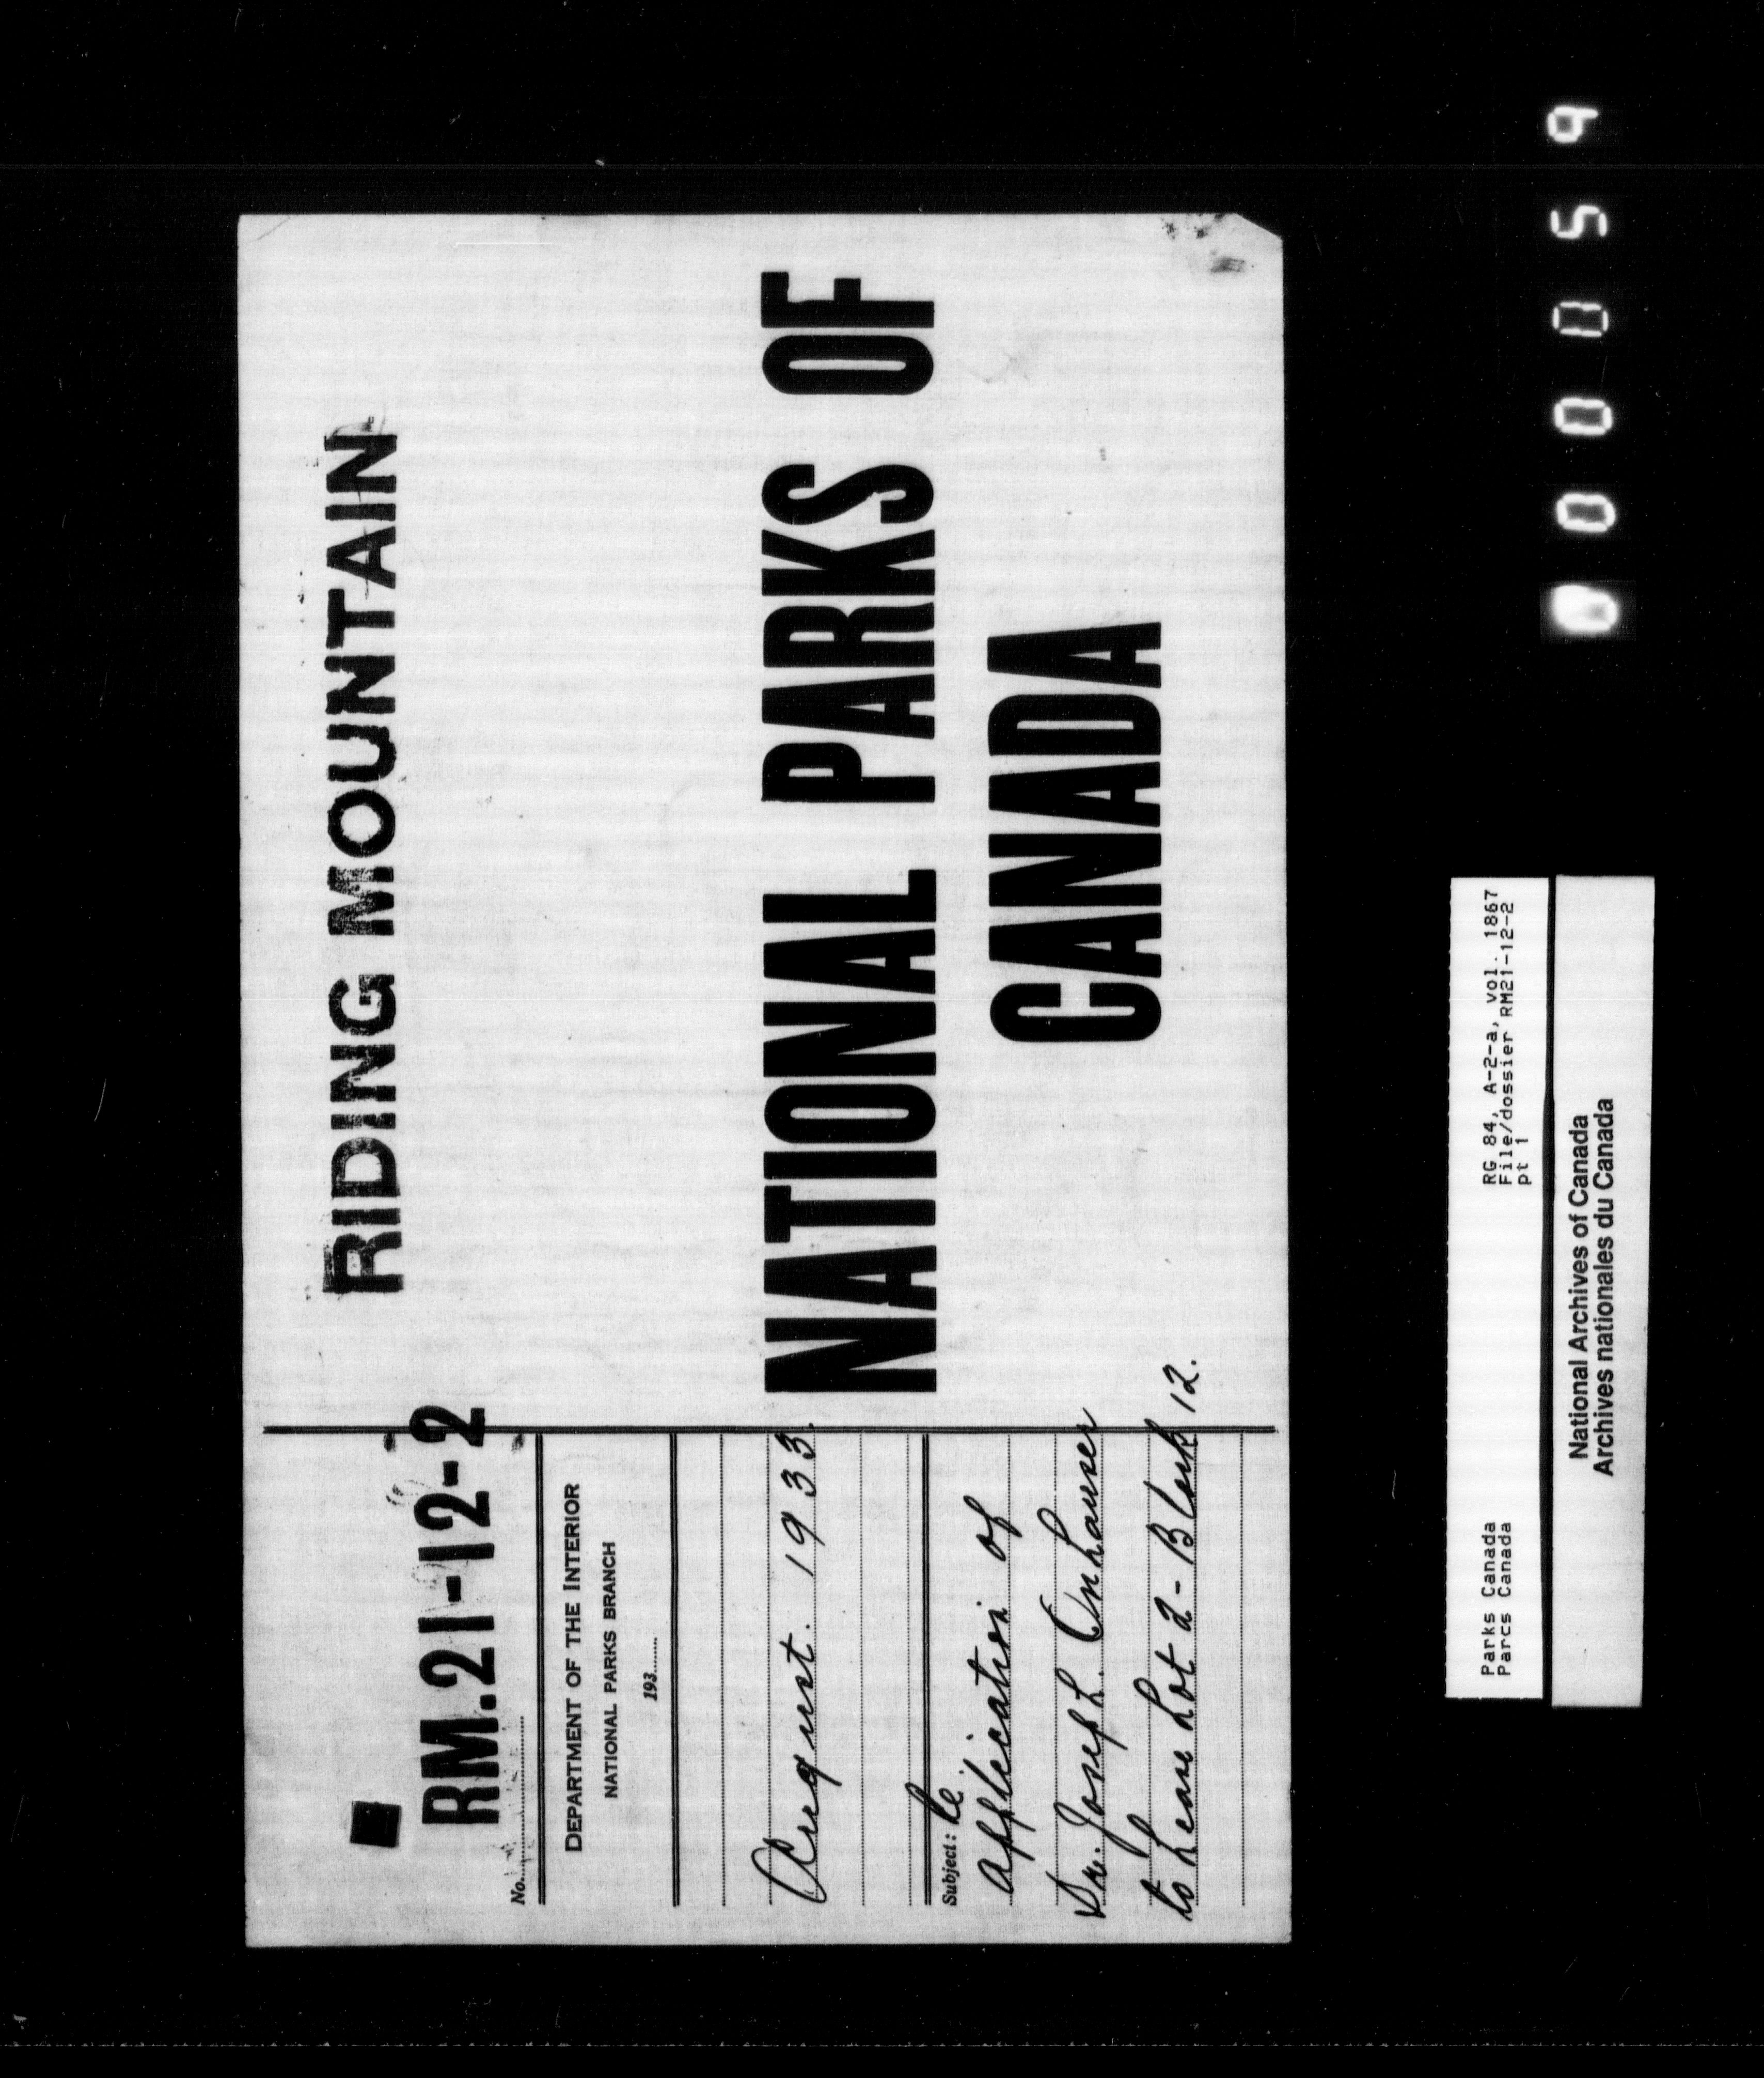 RIDING MOUNTAIN
RM.21-12-2
No.
DEPARTMENT OF THE INTERIOR
NATIONAL PARKS BRANCH
193
August. 1933.
Subject: Re
Application of
Dr. Joseph
to Lease Lot 2 - Block 12.
NATIONAL PARKS OF
CANADA
Parks Canada
Parcs Canada
RG 84, A-2-a, vol. 1867
File/dossier RM21-12-2
Pt 1
National Archives of Canada
Archives nationales du Canada
000059